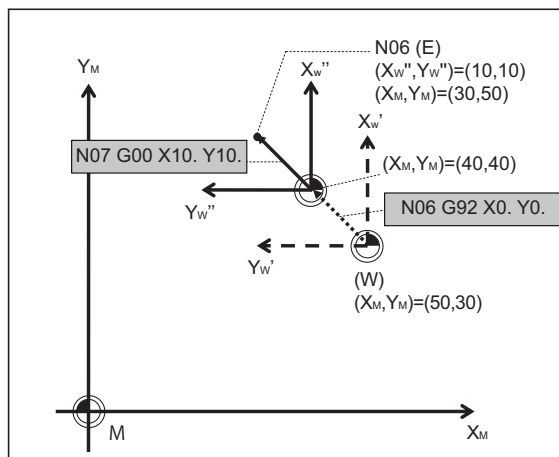 N06 (E)
(XW",YW")=(10,10)
(XM,YM)=(30,50)
YM
Xw''
Xw'
N07 G00 X10. Y10.
(XM,YM)=(40,40)
YW''
N06 G92 X0. Y0.
YW'
(W)
(XM,YM)=(50,30)
M
XM